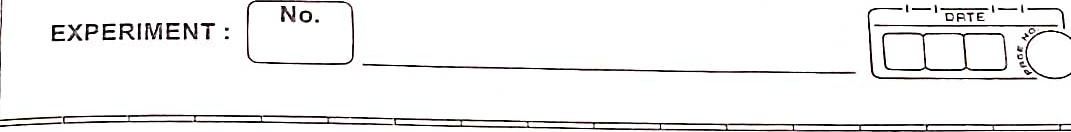 EXPERIMENT :
No.
DATE
PAGE NO.